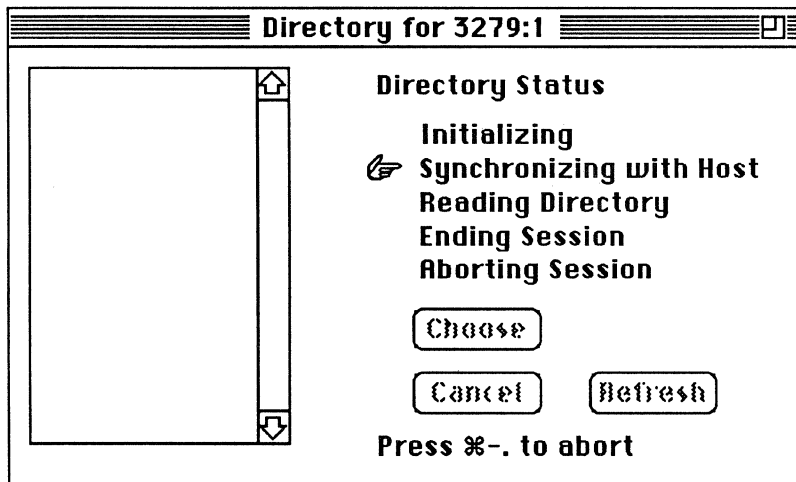 Directory for 3279:1
Directory Status
Initializing
Synchronizing with Host
Reading Directory
Ending Session
Aborting Session
Choose
Cancel
Refresh
Press ⌘-. to abort